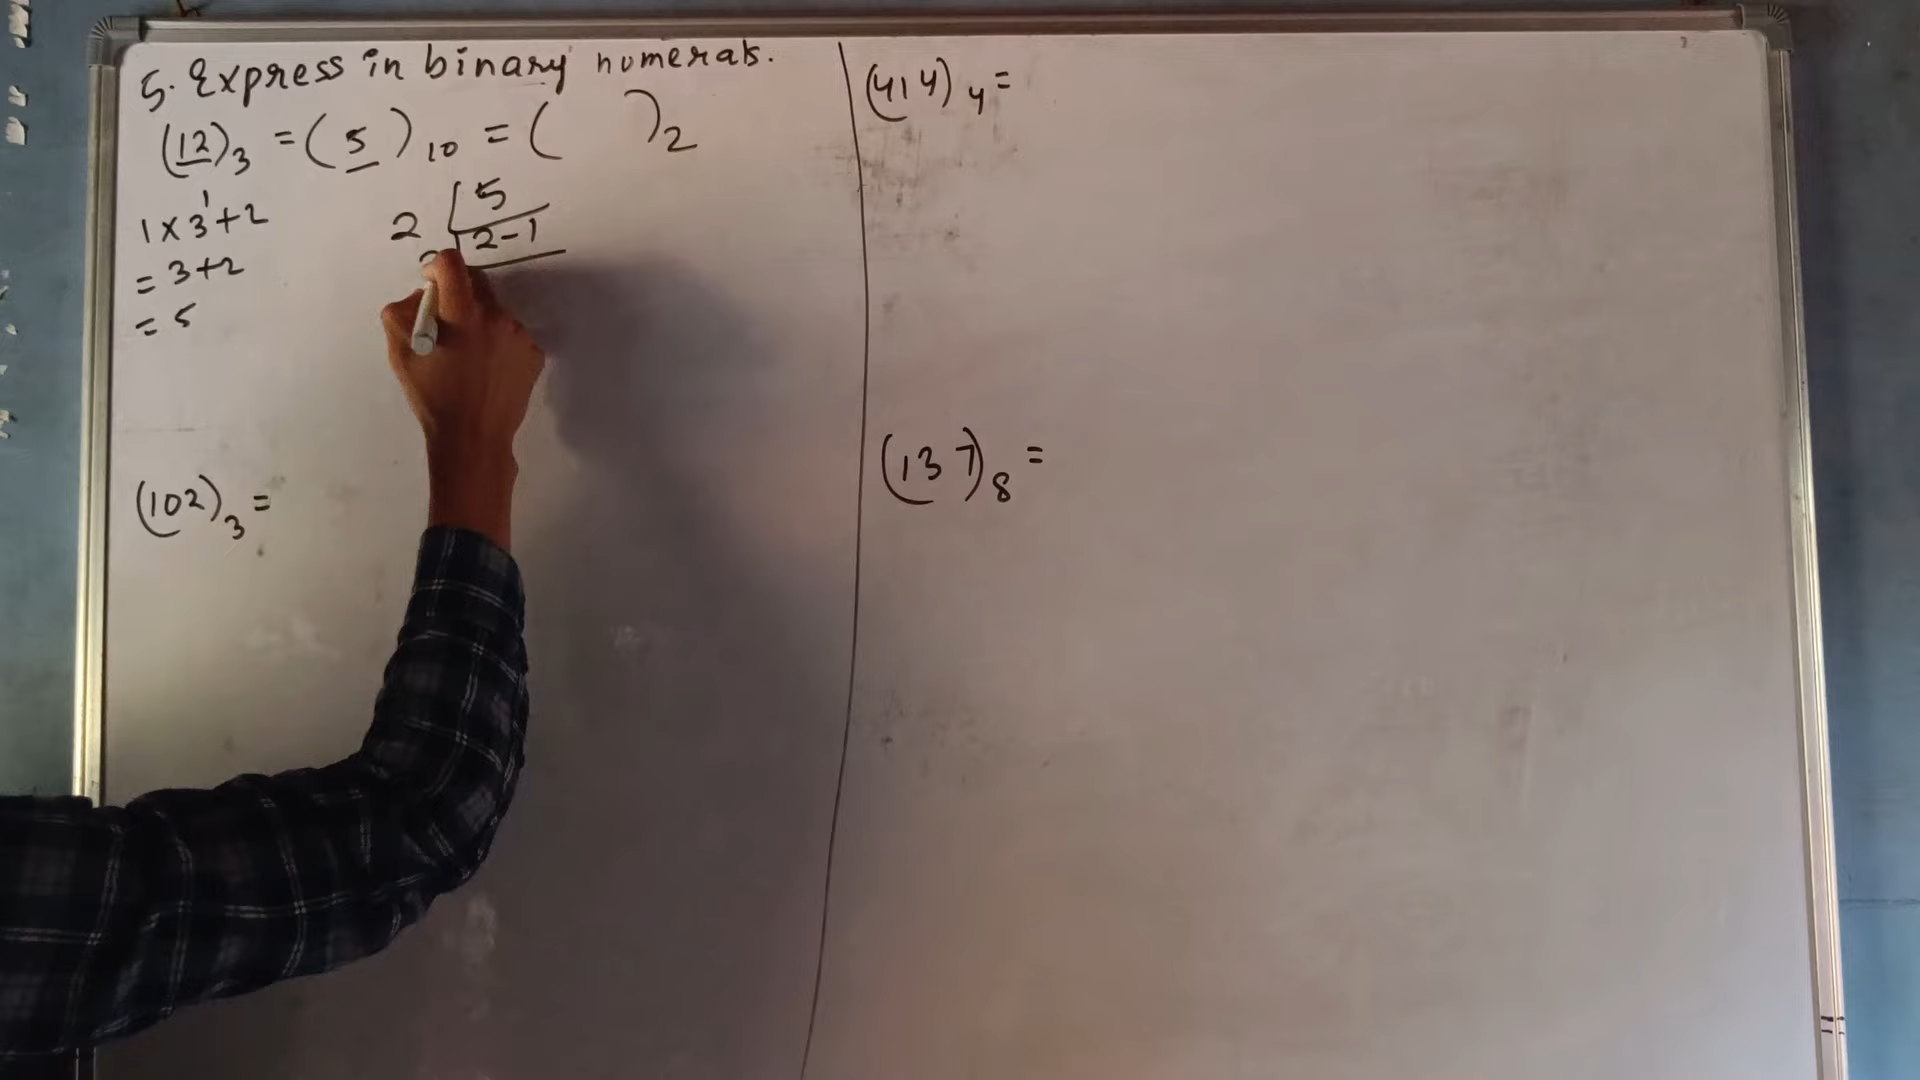 5. Express in binary numerals.
(12)₃ = ( 5 )₁₀ = (   )₂
1 x 3¹ + 2
= 3+2
= 5
2 | 5
2 - 1
(102)₃ =
(414)₄ =
(137)₈ =